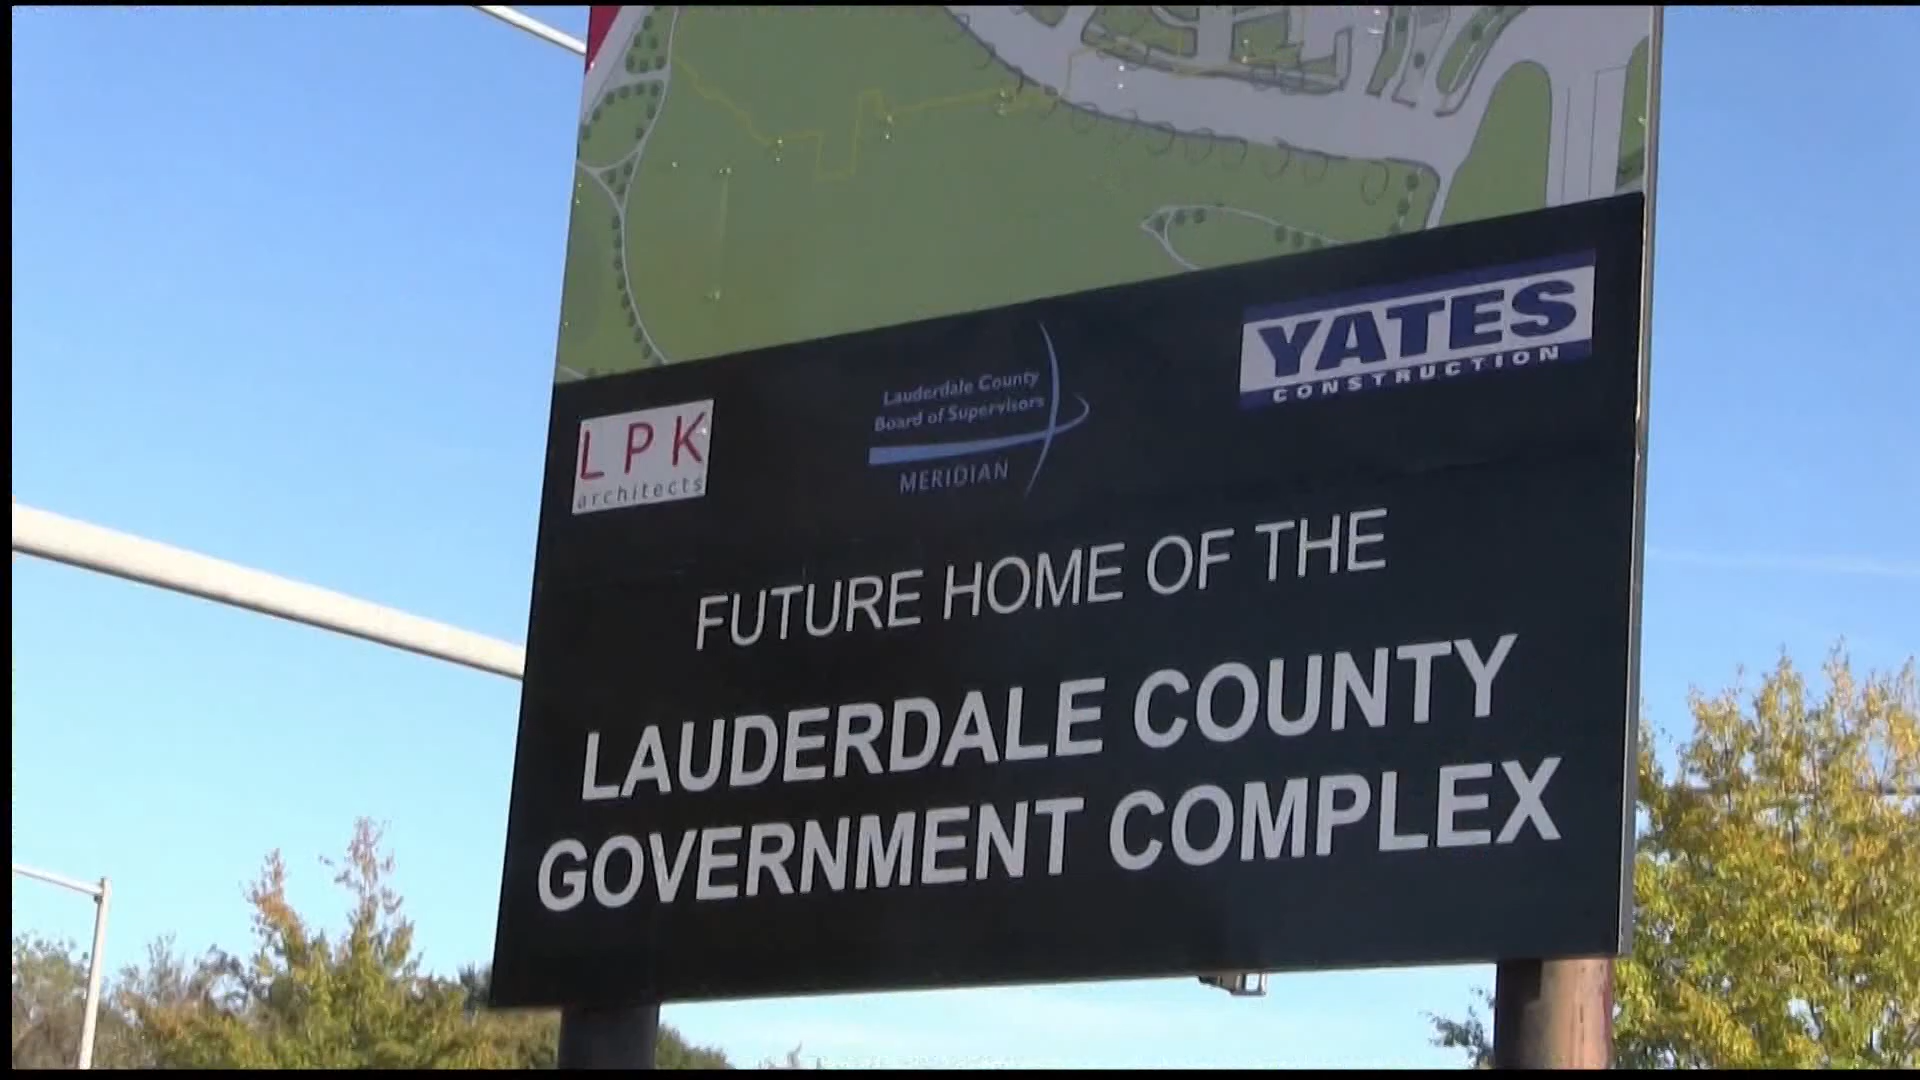 LPK
architects
Lauderdale County
Board of Supervisors
MERIDIAN
YATES
CONSTRUCTION
FUTURE HOME OF THE
LAUDERDALE COUNTY
GOVERNMENT COMPLEX